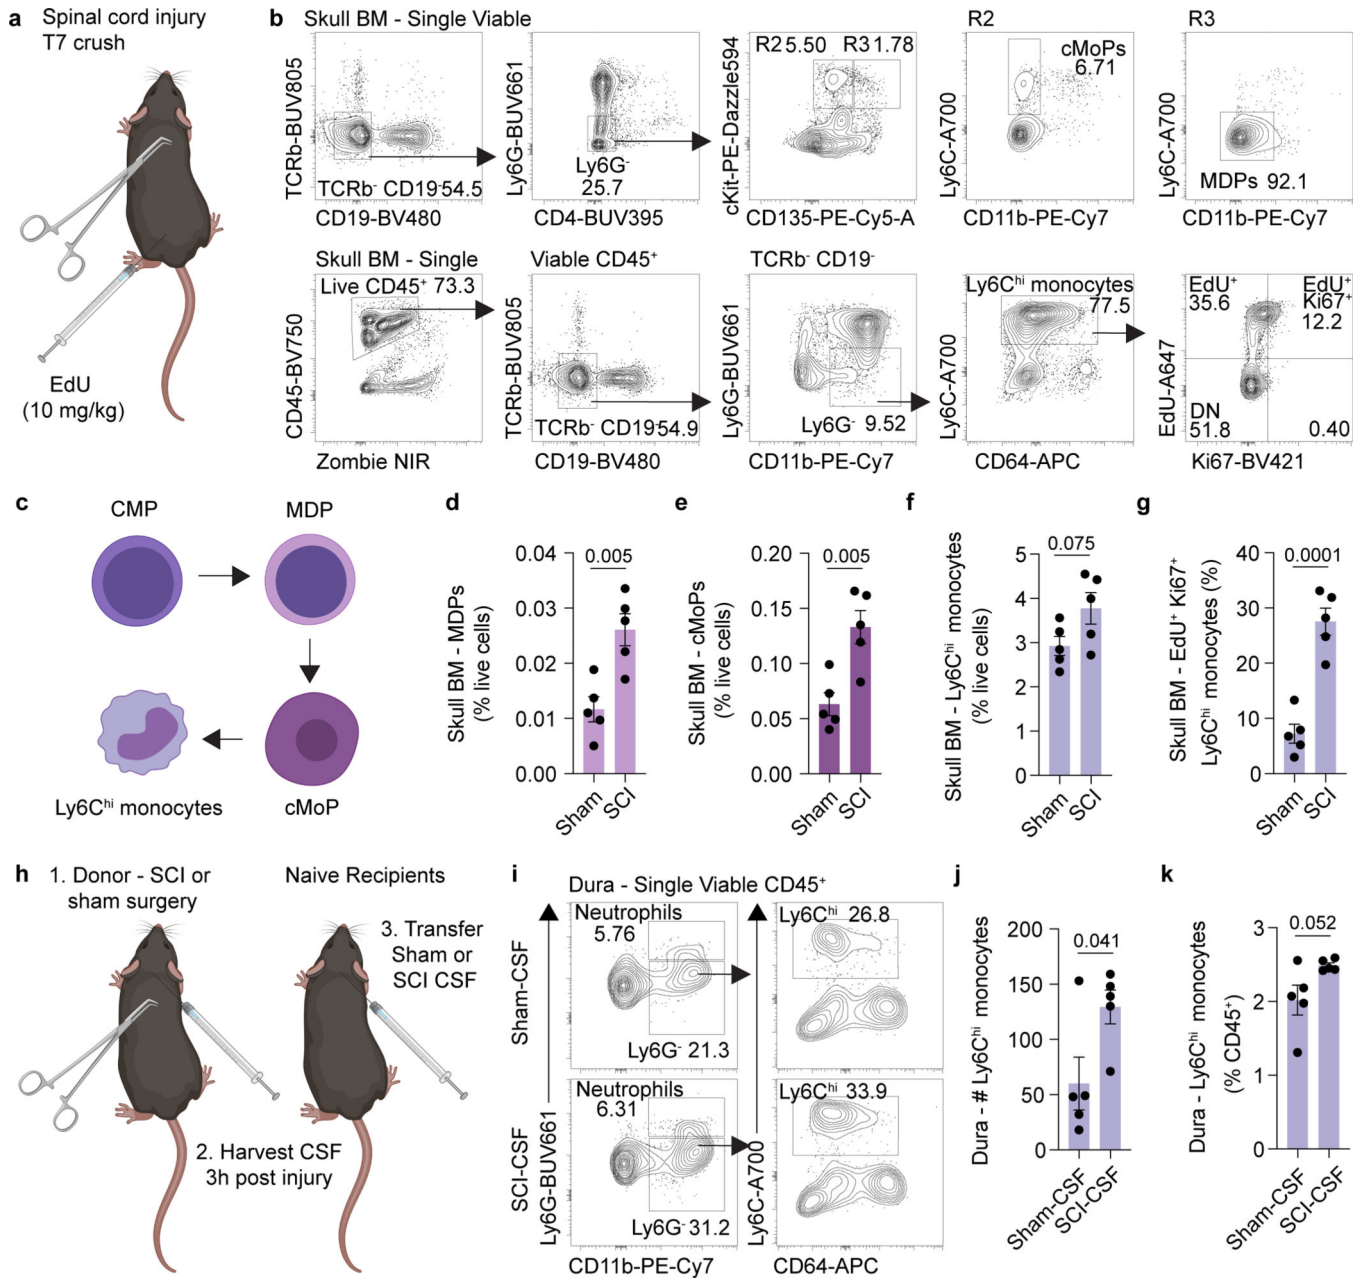 a
Spinal cord injury
T7 crush
EdU
(10 mg/kg)
b
Skull BM - Single Viable
TCRb-BUV805
TCRb- CD19- 54.5
CD19-BV480
Ly6G-BUV661
Ly6G-
25.7
CD4-BUV395
cKit-PE-Dazzle594
R2 5.50 R3 1.78
CD135-PE-Cy5-A
R2
Ly6C-A700
cMoPs
6.71
CD11b-PE-Cy7
R3
Ly6C-A700
MDPs 92.1
CD11b-PE-Cy7
Skull BM - Single
Live CD45+ 73.3
CD45-BV750
Zombie NIR
Viable CD45+
TCRb-BUV805
TCRb- CD19- 54.9
CD19-BV480
TCRb- CD19-
Ly6G-BUV661
Ly6G- 9.52
CD11b-PE-Cy7
Ly6Chi monocytes
77.5
Ly6C-A700
CD64-APC
EdU-A647
EdU+
35.6
EdU+
Ki67+
12.2
DN
51.8
0.40
Ki67-BV421
c
CMP
MDP
Ly6Chi monocytes
cMoP
d
Skull BM - MDPs
(% live cells)
0.04
0.03
0.02
0.01
0.00
0.005
Sham
SCI
e
Skull BM - cMoPs
(% live cells)
0.20
0.15
0.10
0.05
0.00
0.005
Sham
SCI
f
Skull BM - Ly6Chi monocytes
(% live cells)
5
4
3
2
1
0
0.075
Sham
SCI
g
Skull BM - EdU+ Ki67+
Ly6Chi monocytes (%)
40
30
20
10
0
0.0001
Sham
SCI
h
1. Donor - SCI or
sham surgery
2. Harvest CSF
3h post injury
Naive Recipients
3. Transfer
Sham or
SCI CSF
i
Dura - Single Viable CD45+
Sham-CSF
Neutrophils
5.76
Ly6G- 21.3
Ly6Chi 26.8
SCI-CSF
Ly6G-BUV661
Neutrophils
6.31
Ly6G- 31.2
CD11b-PE-Cy7
Ly6C-A700
Ly6Chi 33.9
CD64-APC
j
Dura - # Ly6Chi monocytes
200
150
100
50
0
0.041
Sham-CSF
SCI-CSF
k
Dura - Ly6Chi monocytes
(% CD45+)
3
2
1
0
0.052
Sham-CSF
SCI-CSF